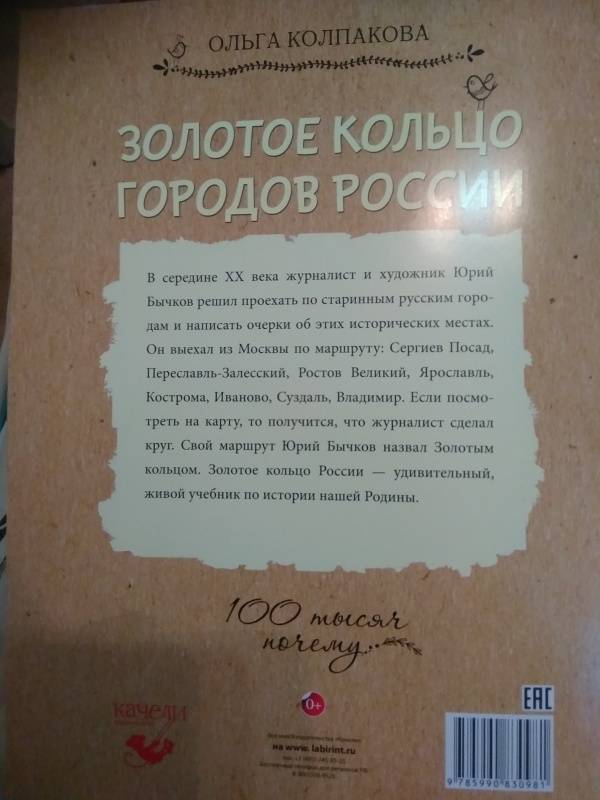 ОЛЬГА КОЛПАКОВА
ЗОЛОТОЕ КОЛЬЦО
ГОРОДОВ РОССИИ
В середине XX века журналист и художник Юрий
Бычков решил проехать по старинным русским горо-
дам и написать очерки об этих исторических местах.
Он выехал из Москвы по маршруту: Сергиев Посад,
Переславль-Залесский, Ростов Великий, Ярославль,
Кострома, Иваново, Суздаль, Владимир. Если посмо-
треть на карту, то получится, что журналист сделал
круг. Свой маршрут Юрий Бычков назвал Золотым
кольцом. Золотое кольцо России — удивительный,
живой учебник по истории нашей Родины.
100 тысяч
почему...
качели
0+
EAC
на www. labirint.ru
9 785990 830981